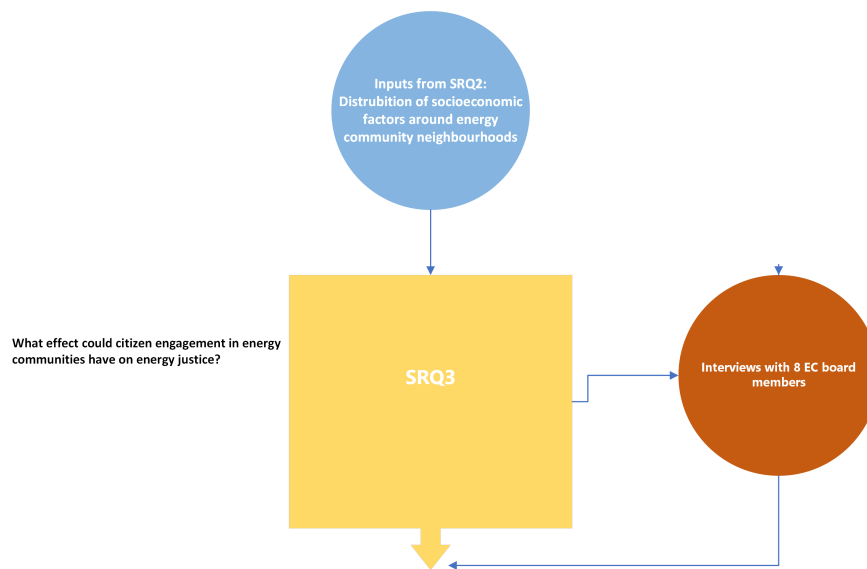 Inputs from SRQ2:
Distrubition of socioeconomic
factors around energy
community neighbourhoods
What effect could citizen engagement in energy
communities have on energy justice?
SRQ3
Interviews with 8 EC board
members